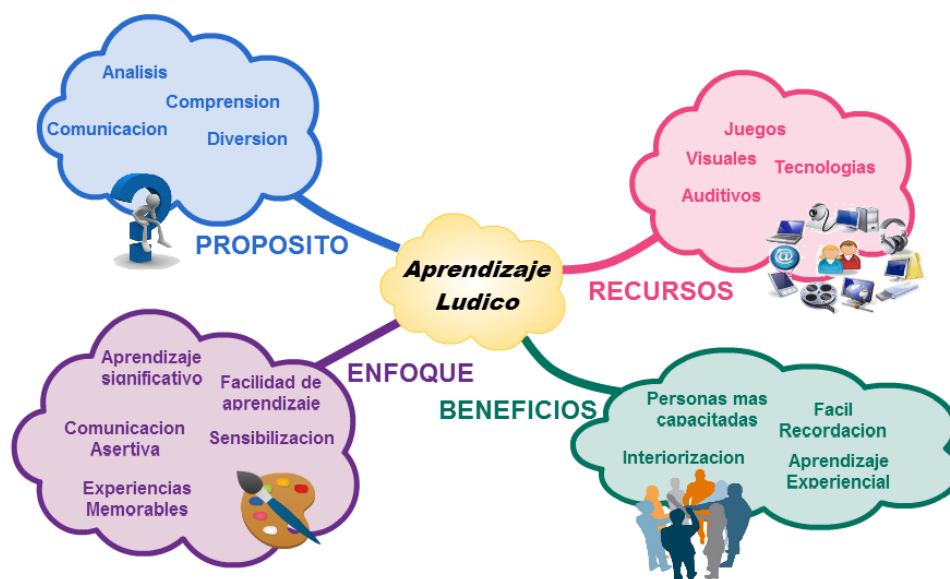 Analisis
Comprension
Comunicacion
Diversion
PROPOSITO
Juegos
Visuales
Tecnologias
Auditivos
@
RECURSOS
Aprendizaje
Ludico
ENFOQUE
Aprendizaje
significativo
Facilidad de
aprendizaje
Comunicacion
Asertiva
Sensibilizacion
Experiencias
Memorables
BENEFICIOS
Personas mas
capacitadas
Facil
Recordacion
Interiorizacion
Aprendizaje
Experiencial